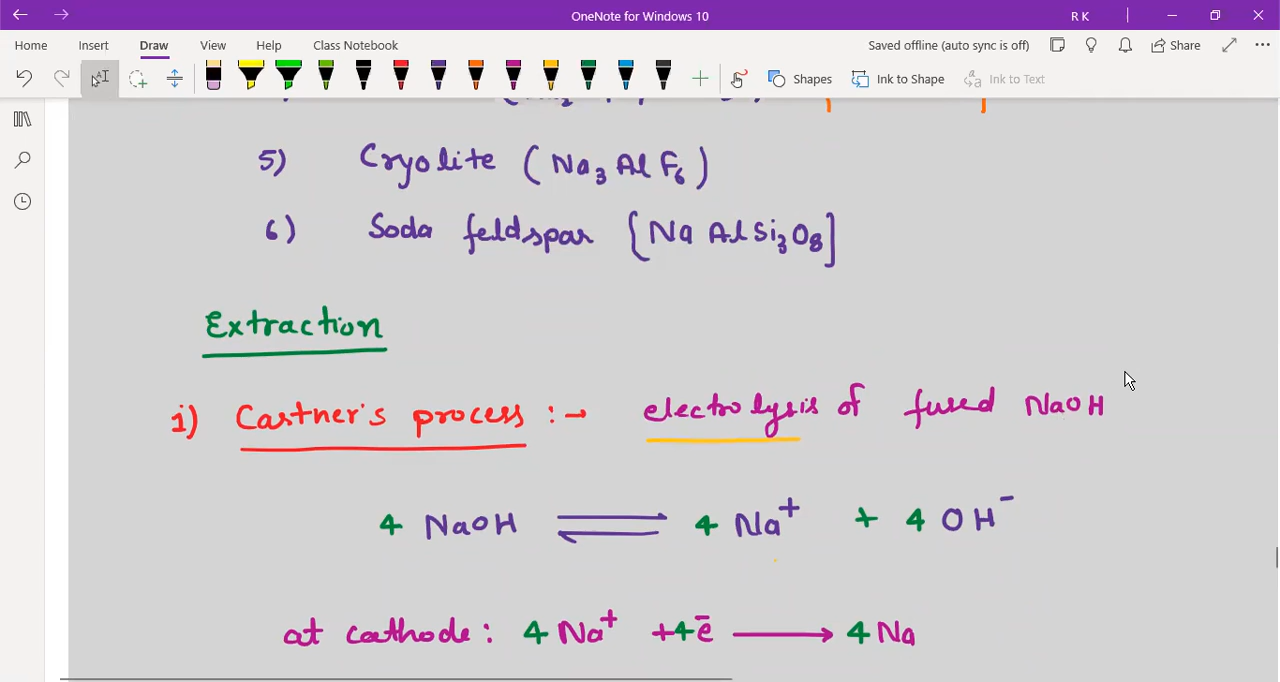 OneNote for Windows 10
R K
Home Insert Draw View Help Class Notebook
Saved offline (auto sync is off)
Share
Shapes
Ink to Shape
Ink to Text
5) Cryolite (Na₃AlF₆)
6) Soda feldspar [NaAlSi₃O₈]
Extraction
1) Castner's process :→ electrolysis of fused NaOH
4 NaOH ⇌ 4 Na⁺ + 4 OH⁻
at cathode: 4 Na⁺ + 4e⁻ → 4 Na